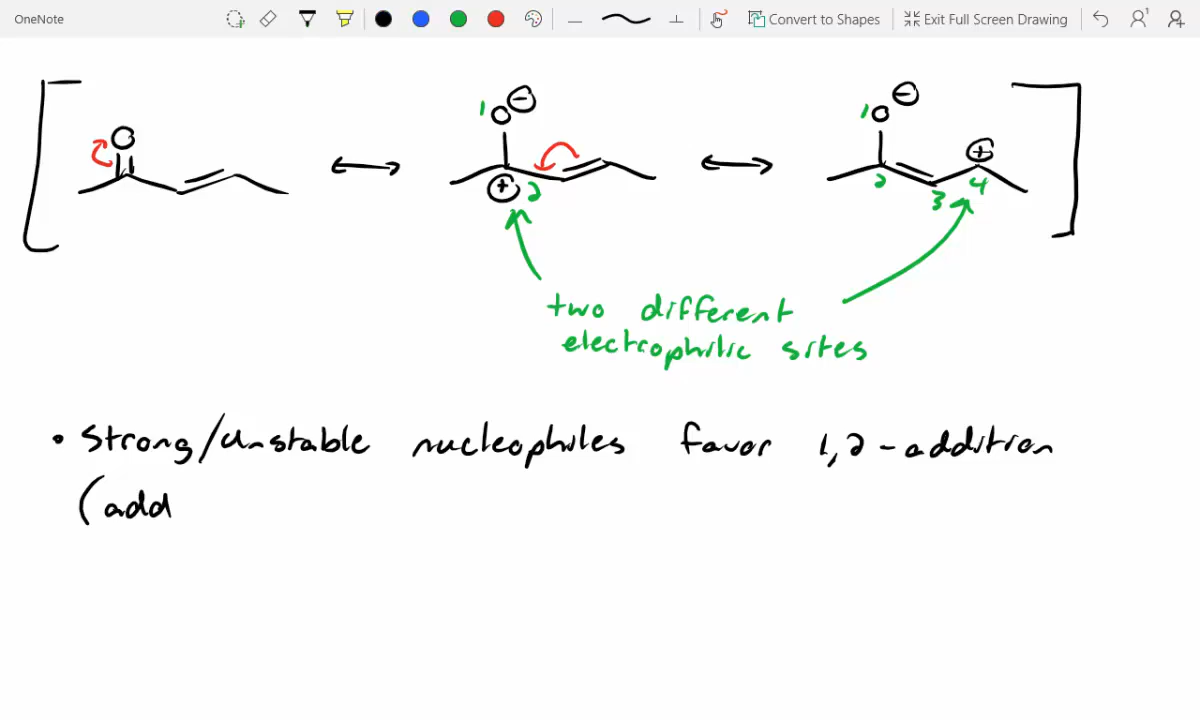 OneNote
Convert to Shapes
Exit Full Screen Drawing
1
O
1 O ⊖
1 O ⊖
⊕ 2
2 3 4 ⊕
two different
electrophilic sites
• Strong/unstable nucleophiles favor 1,2-addition
(add